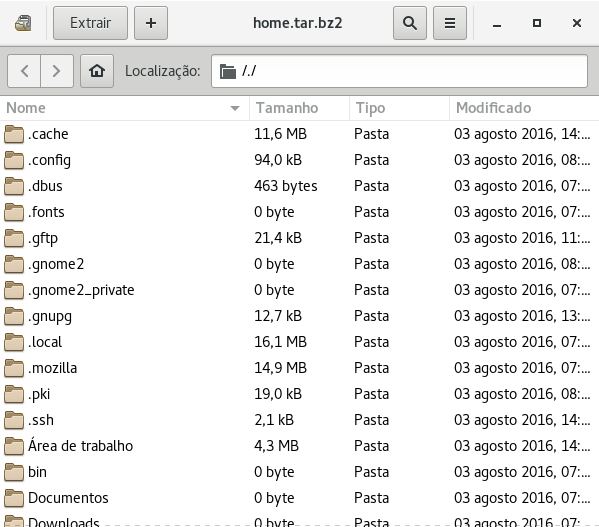 Extrair + home.tar.bz2
Localização: /./
Nome Tamanho Tipo Modificado
.cache 11,6 MB Pasta 03 agosto 2016, 14:...
.config 94,0 kB Pasta 03 agosto 2016, 08:...
.dbus 463 bytes Pasta 03 agosto 2016, 07:...
.fonts 0 byte Pasta 03 agosto 2016, 07:...
.gftp 21,4 kB Pasta 03 agosto 2016, 11:...
.gnome2 0 byte Pasta 03 agosto 2016, 08:...
.gnome2_private 0 byte Pasta 03 agosto 2016, 07:...
.gnupg 12,7 kB Pasta 03 agosto 2016, 13:...
.local 16,1 MB Pasta 03 agosto 2016, 07:...
.mozilla 14,9 MB Pasta 03 agosto 2016, 07:...
.pki 19,0 kB Pasta 03 agosto 2016, 08:...
.ssh 2,1 kB Pasta 03 agosto 2016, 14:...
Área de trabalho 4,3 MB Pasta 03 agosto 2016, 14:...
bin 0 byte Pasta 03 agosto 2016, 07:...
Documentos 0 byte Pasta 03 agosto 2016, 07:...
Downloads 0 byte Pasta 03 agosto 2016, 07:...